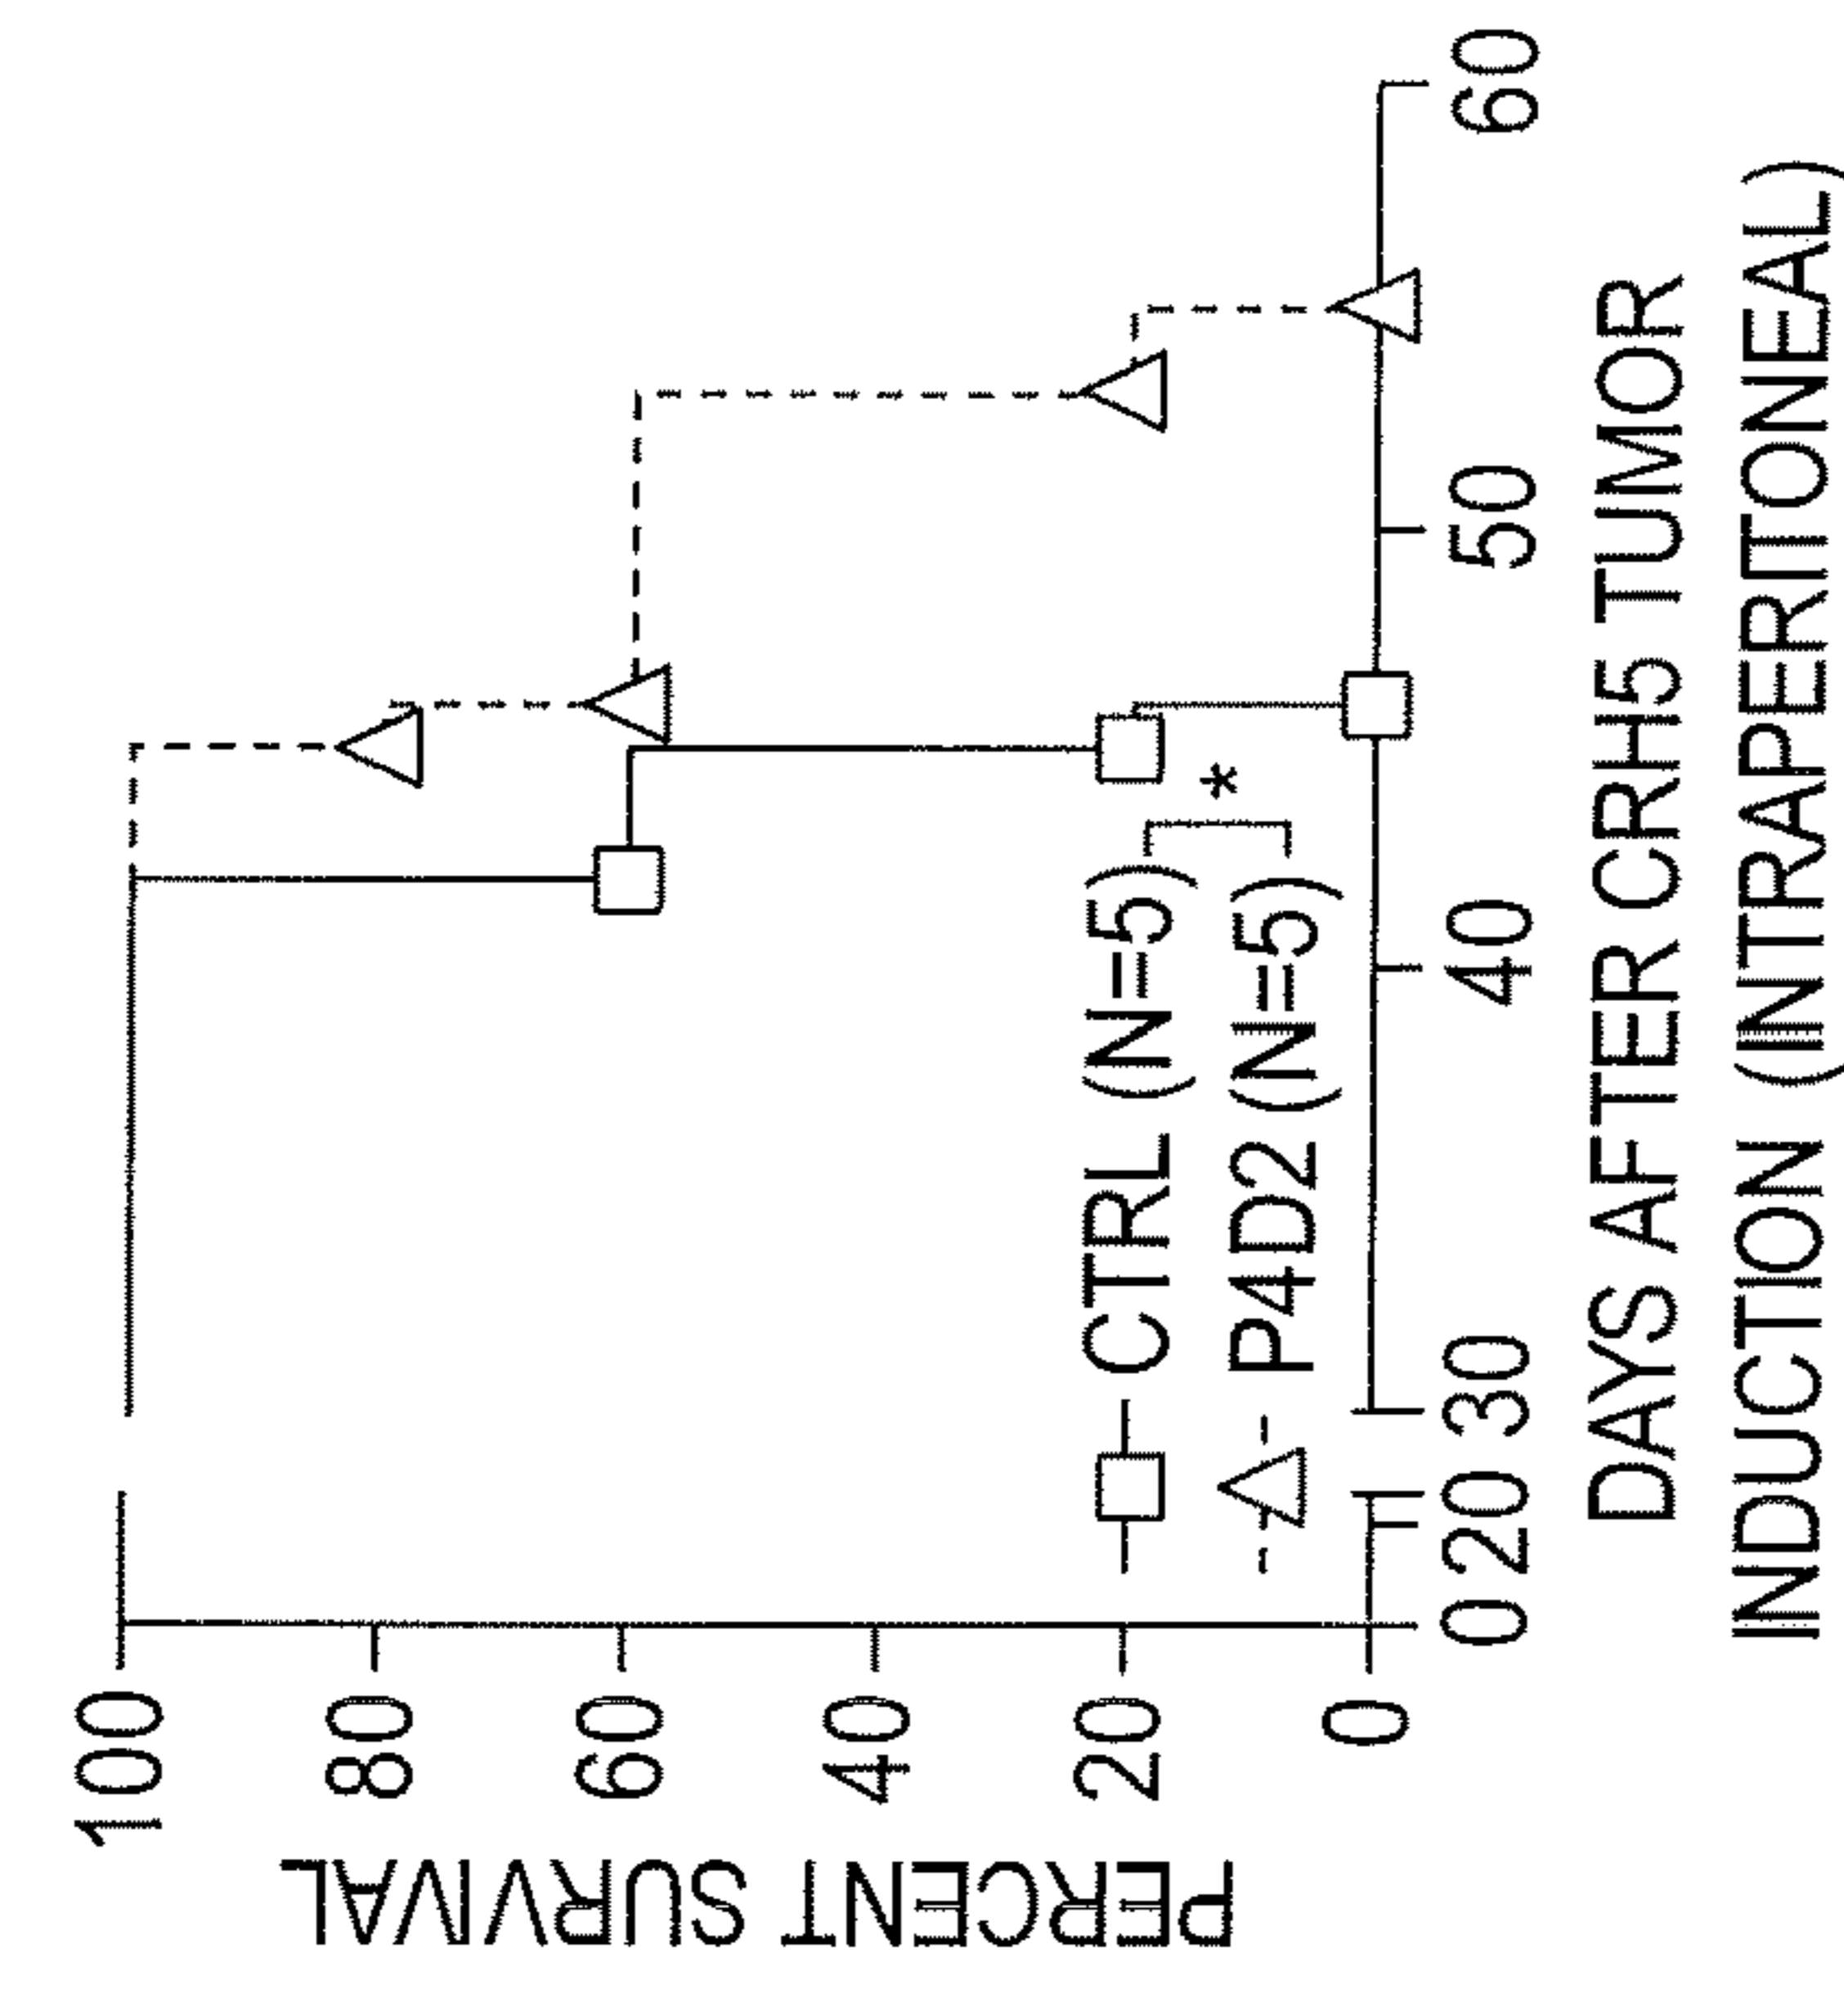 PERCENT SURVIVAL
100
80
60
40
20
0
CTRL (N=5)
P4D2 (N=5)
*
0 20 30 40 50 60
DAYS AFTER CRH5 TUMOR
INDUCTION (INTRAPERITONEAL)